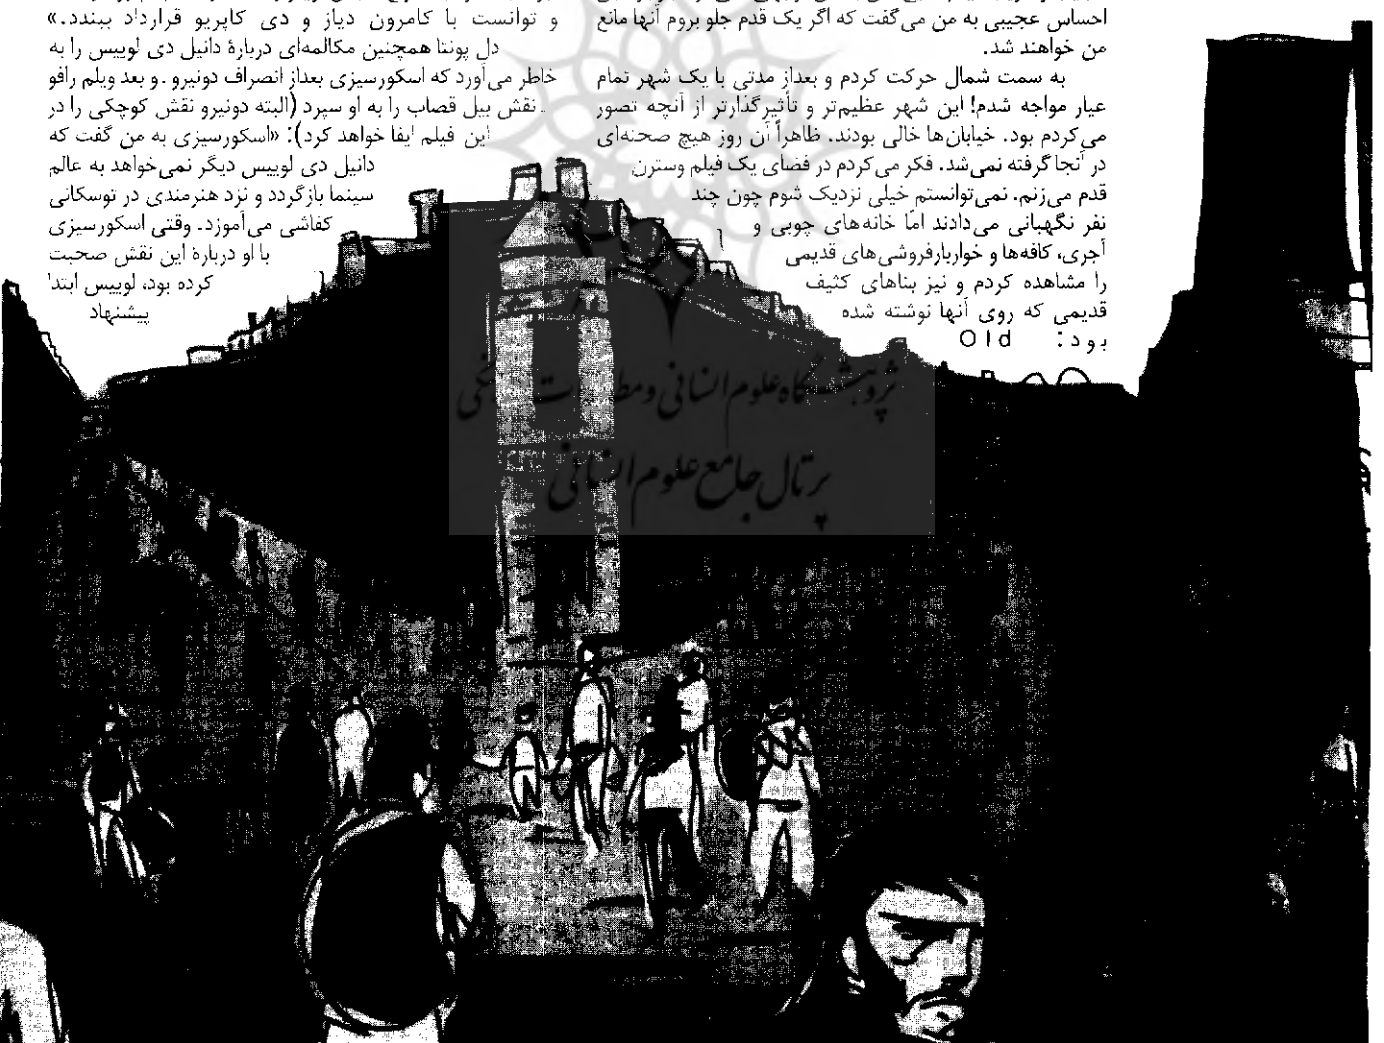 احساس عجیبی به من می‌گفت که اگر یک قدم جلو بروم آنها مانع
من خواهند شد.
به سمت شمال حرکت کردم و بعداز مدتی با یک شهر تمام
عیار مواجه شدم! این شهر عظیم‌تر و تأثیرگذارتر از آنچه تصور
می‌کردم بود. خیابان‌ها خالی بودند. ظاهراً آن روز هیچ صحنه‌ای
در آنجا گرفته نمی‌شد. فکر می‌کردم در فضای یک فیلم وسترن
قدم می‌زنم. نمی‌توانستم خیلی نزدیک شوم چون چند
نفر نگهبانی می‌دادند امّا خانه‌های چوبی و
آجری، کافه‌ها و خواربارفروشی‌های قدیمی
را مشاهده کردم و نیز بناهای کثیف
قدیمی که روی آنها نوشته شده
بود: Old
و توانست با کامرون دیاز و دی کاپریو قرارداد ببندد.»
دل پونتا همچنین مکالمه‌ای دربارهٔ دانیل دی لوییس را به
خاطر می‌آورد که اسکورسیزی بعداز انصراف دونیرو ـ و بعد ویلم رافو
ـ نقش بیل قصاب را به او سپرد (البته دونیرو نقش کوچکی را در
این فیلم ایفا خواهد کرد): «اسکورسیزی به من گفت که
دانیل دی لوییس دیگر نمی‌خواهد به عالم
سینما بازگردد و نزد هنرمندی در توسکانی
کفاشی می‌آموزد. وقتی اسکورسیزی
با او دربارهٔ این نقش صحبت
کرده بود، لوییس ابتدا
پیشنهاد
پژوهشگاه علوم انسانی و مطالعات فرهنگی
پرتال جامع علوم انسانی